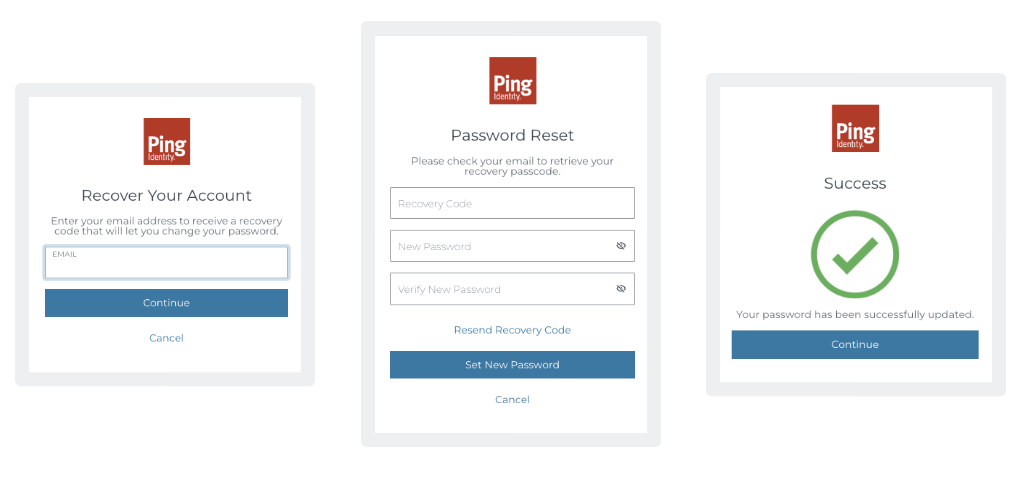 Ping
Identity.
Recover Your Account
Enter your email address to receive a recovery
code that will let you change your password.
EMAIL
Continue
Cancel
Ping
Identity.
Password Reset
Please check your email to retrieve your
recovery passcode.
Recovery Code
New Password
Verify New Password
Resend Recovery Code
Set New Password
Cancel
Ping
Identity.
Success
Your password has been successfully updated.
Continue